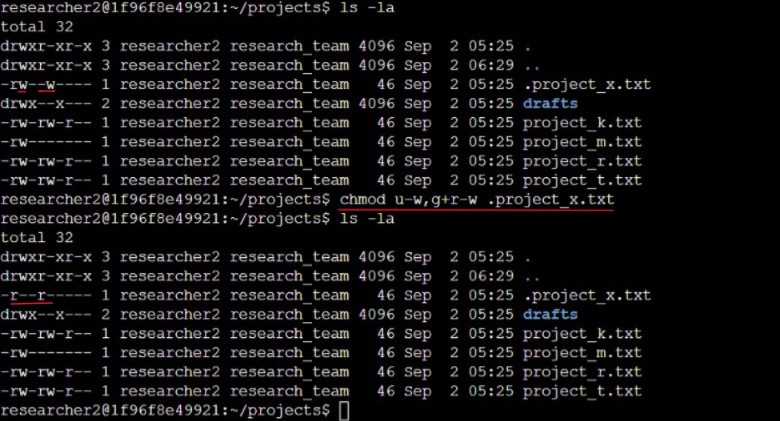 researcher2@1f96f8e49921:~/projects$ ls -la
total 32
drwxr-xr-x 3 researcher2 research_team 4096 Sep  2 05:25 .
drwxr-xr-x 3 researcher2 research_team 4096 Sep  2 06:29 ..
-rw--w---- 1 researcher2 research_team   46 Sep  2 05:25 .project_x.txt
drwx--x--- 2 researcher2 research_team 4096 Sep  2 05:25 drafts
-rw-rw-r-- 1 researcher2 research_team   46 Sep  2 05:25 project_k.txt
-rw------- 1 researcher2 research_team   46 Sep  2 05:25 project_m.txt
-rw-rw-r-- 1 researcher2 research_team   46 Sep  2 05:25 project_r.txt
-rw-rw-r-- 1 researcher2 research_team   46 Sep  2 05:25 project_t.txt
researcher2@1f96f8e49921:~/projects$ chmod u-w,g+r-w .project_x.txt
researcher2@1f96f8e49921:~/projects$ ls -la
total 32
drwxr-xr-x 3 researcher2 research_team 4096 Sep  2 05:25 .
drwxr-xr-x 3 researcher2 research_team 4096 Sep  2 06:29 ..
-r--r----- 1 researcher2 research_team   46 Sep  2 05:25 .project_x.txt
drwx--x--- 2 researcher2 research_team 4096 Sep  2 05:25 drafts
-rw-rw-r-- 1 researcher2 research_team   46 Sep  2 05:25 project_k.txt
-rw------- 1 researcher2 research_team   46 Sep  2 05:25 project_m.txt
-rw-rw-r-- 1 researcher2 research_team   46 Sep  2 05:25 project_r.txt
-rw-rw-r-- 1 researcher2 research_team   46 Sep  2 05:25 project_t.txt
researcher2@1f96f8e49921:~/projects$